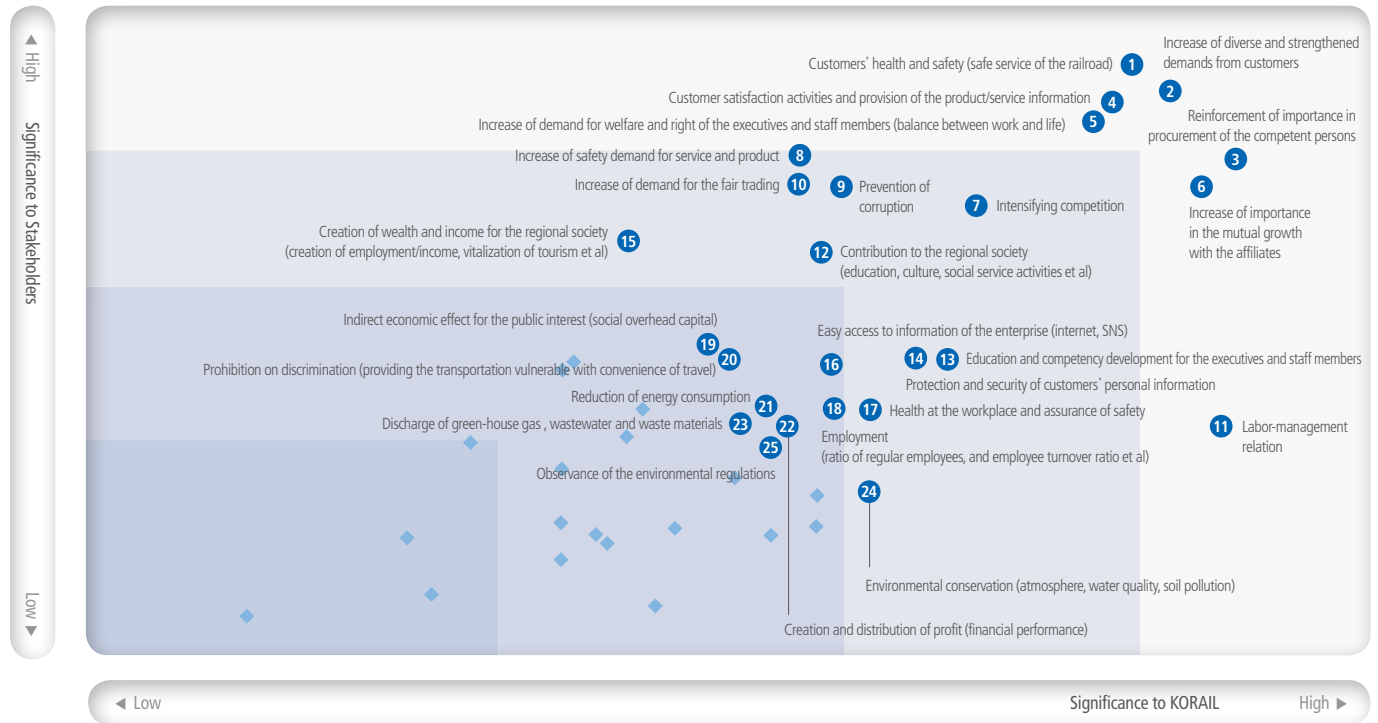 ▲ High
Significance to Stakeholders
Low ▼
Increase of diverse and strengthened
demands from customers
Customers' health and safety (safe service of the railroad) 1
2
Customer satisfaction activities and provision of the product/service information 4
Increase of demand for welfare and right of the executives and staff members (balance between work and life) 5
Reinforcement of importance in
procurement of the competent persons
3
Increase of safety demand for service and product 8
Increase of demand for the fair trading 10
9 Prevention of
corruption
7 Intensifying competition
6
Increase of importance
in the mutual growth
with the affiliates
Creation of wealth and income for the regional society
(creation of employment/income, vitalization of tourism et al) 15
12 Contribution to the regional society
(education, culture, social service activities et al)
Indirect economic effect for the public interest (social overhead capital)
19
20
Prohibition on discrimination (providing the transportation vulnerable with convenience of travel)
Easy access to information of the enterprise (internet, SNS)
16
14
13 Education and competency development for the executives and staff members
Protection and security of customers' personal information
Reduction of energy consumption
21
18
17 Health at the workplace and assurance of safety
Discharge of green-house gas , wastewater and waste materials 23
22
11 Labor-management
relation
Employment
(ratio of regular employees, and employee turnover ratio et al)
25
Observance of the environmental regulations
24
Environmental conservation (atmosphere, water quality, soil pollution)
Creation and distribution of profit (financial performance)
◀ Low
Significance to KORAIL
High ▶